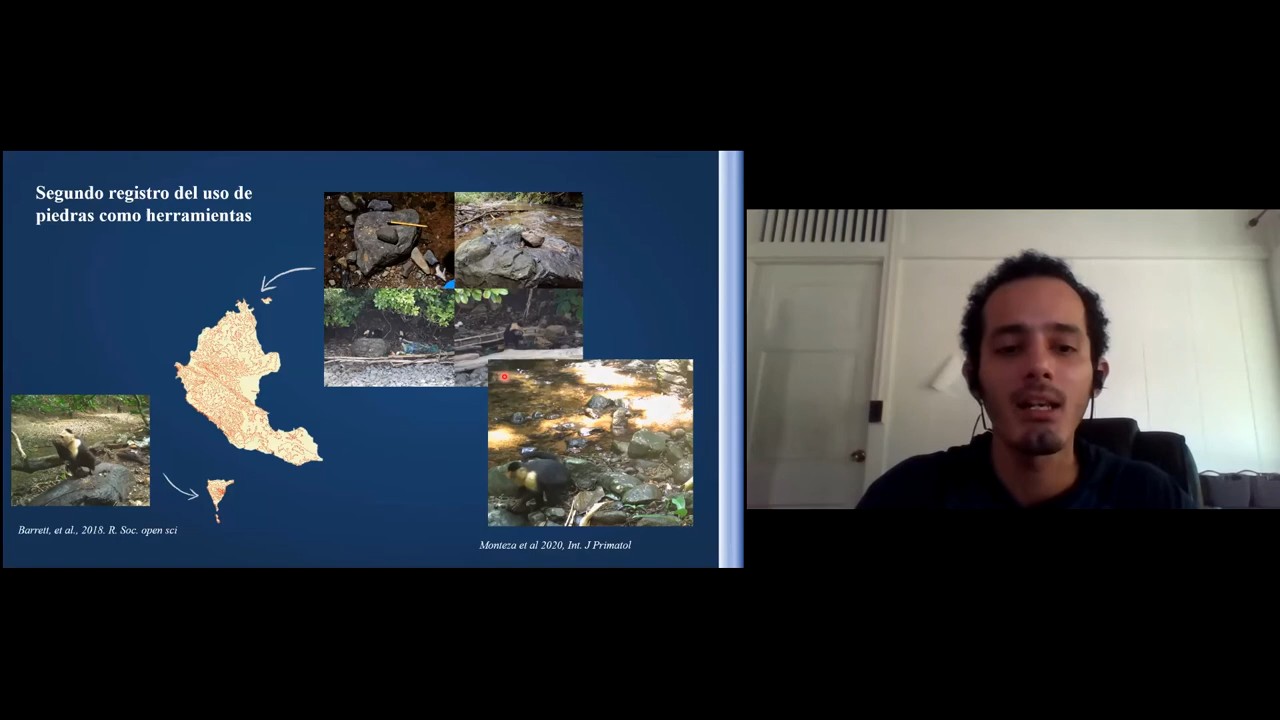 Segundo registro del uso de
piedras como herramientas
Barrett, et al., 2018. R. Soc. open sci
Monteza et al 2020, Int. J Primatol